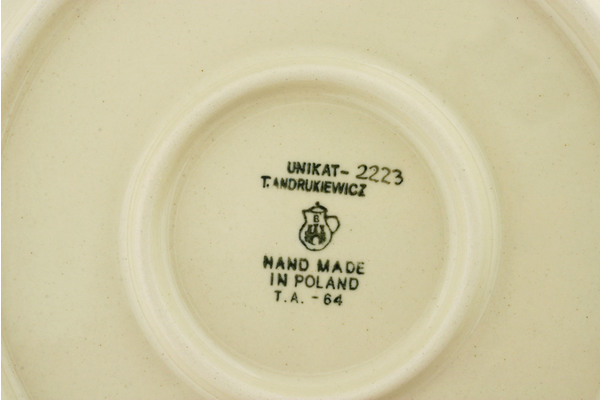 UNIKAT- 2223
T. ANDRUKIEWICZ
B
HAND MADE
IN POLAND
T.A. - 64